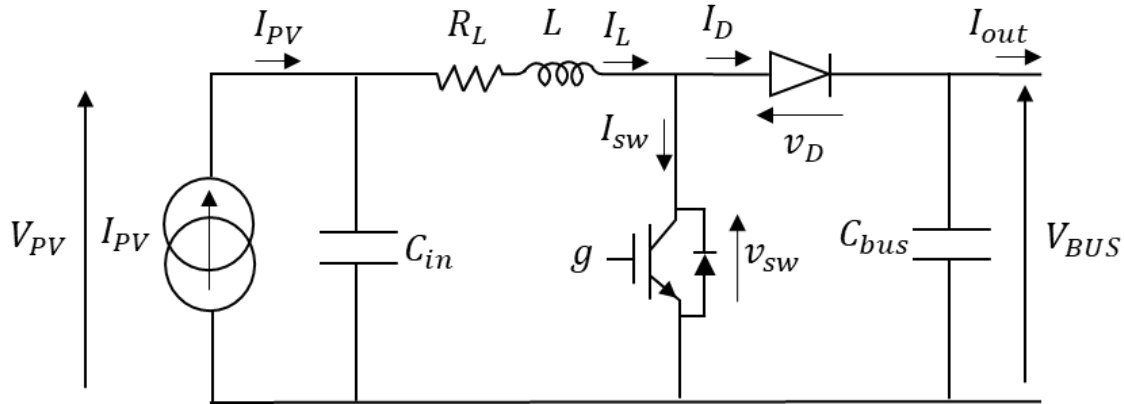 I_PV R_L L I_L I_D I_out
I_sw v_D
V_PV I_PV C_in g v_sw C_bus V_BUS